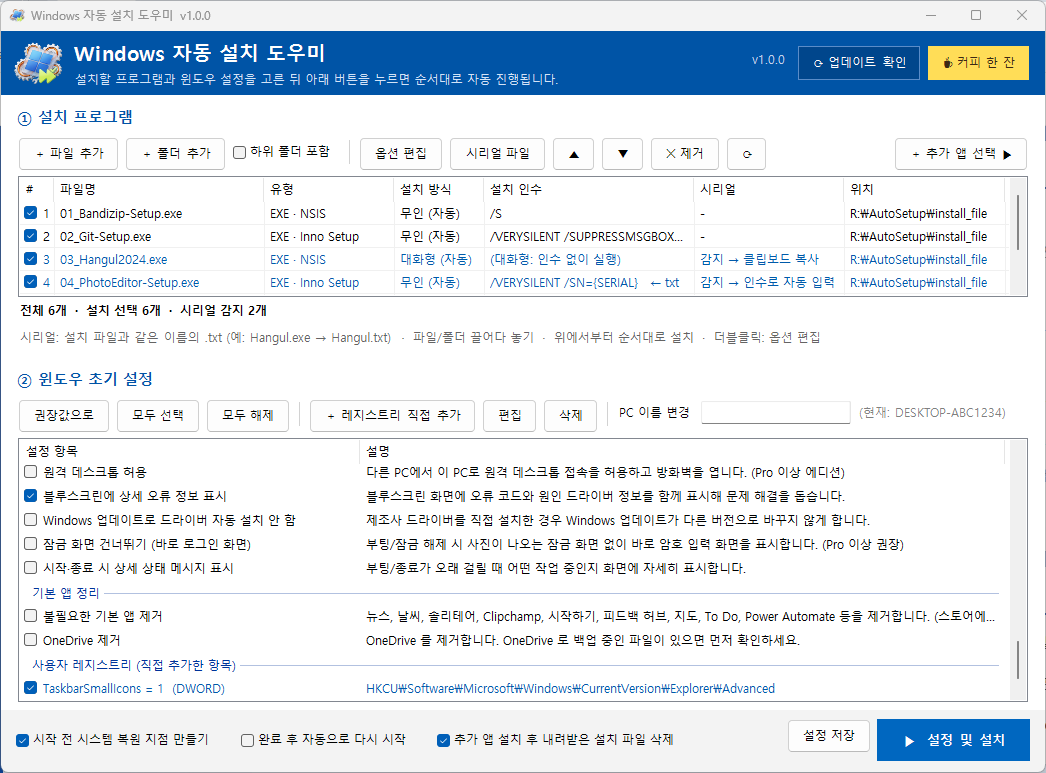 Windows 자동 설치 도우미 v1.0.0
Windows 자동 설치 도우미
설치할 프로그램과 윈도우 설정을 고른 뒤 아래 버튼을 누르면 순서대로 자동 진행됩니다.
v1.0.0
⟳ 업데이트 확인
커피 한 잔
① 설치 프로그램
+ 파일 추가
+ 폴더 추가
하위 폴더 포함
옵션 편집
시리얼 파일
▲
▼
✕ 제거
⟳
+ 추가 앱 선택 ▶
# 파일명 유형 설치 방식 설치 인수 시리얼 위치
1 01_Bandizip-Setup.exe EXE · NSIS 무인 (자동) /S - R:₩AutoSetup₩install_file
2 02_Git-Setup.exe EXE · Inno Setup 무인 (자동) /VERYSILENT /SUPPRESSMSGBOX... - R:₩AutoSetup₩install_file
3 03_Hangul2024.exe EXE · NSIS 대화형 (자동) (대화형: 인수 없이 실행) 감지 → 클립보드 복사 R:₩AutoSetup₩install_file
4 04_PhotoEditor-Setup.exe EXE · Inno Setup 무인 (자동) /VERYSILENT /SN={SERIAL} ← txt 감지 → 인수로 자동 입력 R:₩AutoSetup₩install_file
전체 6개 · 설치 선택 6개 · 시리얼 감지 2개
시리얼: 설치 파일과 같은 이름의 .txt (예: Hangul.exe → Hangul.txt) · 파일/폴더 끌어다 놓기 · 위에서부터 순서대로 설치 · 더블클릭: 옵션 편집
② 윈도우 초기 설정
권장값으로
모두 선택
모두 해제
+ 레지스트리 직접 추가
편집
삭제
PC 이름 변경
(현재: DESKTOP-ABC1234)
설정 항목 설명
원격 데스크톱 허용 다른 PC에서 이 PC로 원격 데스크톱 접속을 허용하고 방화벽을 엽니다. (Pro 이상 에디션)
블루스크린에 상세 오류 정보 표시 블루스크린 화면에 오류 코드와 원인 드라이버 정보를 함께 표시해 문제 해결을 돕습니다.
Windows 업데이트로 드라이버 자동 설치 안 함 제조사 드라이버를 직접 설치한 경우 Windows 업데이트가 다른 버전으로 바꾸지 않게 합니다.
잠금 화면 건너뛰기 (바로 로그인 화면) 부팅/잠금 해제 시 사진이 나오는 잠금 화면 없이 바로 암호 입력 화면을 표시합니다. (Pro 이상 권장)
시작·종료 시 상세 상태 메시지 표시 부팅/종료가 오래 걸릴 때 어떤 작업 중인지 화면에 자세히 표시합니다.
기본 앱 정리
불필요한 기본 앱 제거 뉴스, 날씨, 솔리테어, Clipchamp, 시작하기, 피드백 허브, 지도, To Do, Power Automate 등을 제거합니다. (스토어에...
OneDrive 제거 OneDrive 를 제거합니다. OneDrive 로 백업 중인 파일이 있으면 먼저 확인하세요.
사용자 레지스트리 (직접 추가한 항목)
TaskbarSmallIcons = 1 (DWORD) HKCU₩Software₩Microsoft₩Windows₩CurrentVersion₩Explorer₩Advanced
시작 전 시스템 복원 지점 만들기
완료 후 자동으로 다시 시작
추가 앱 설치 후 내려받은 설치 파일 삭제
설정 저장
▶ 설정 및 설치